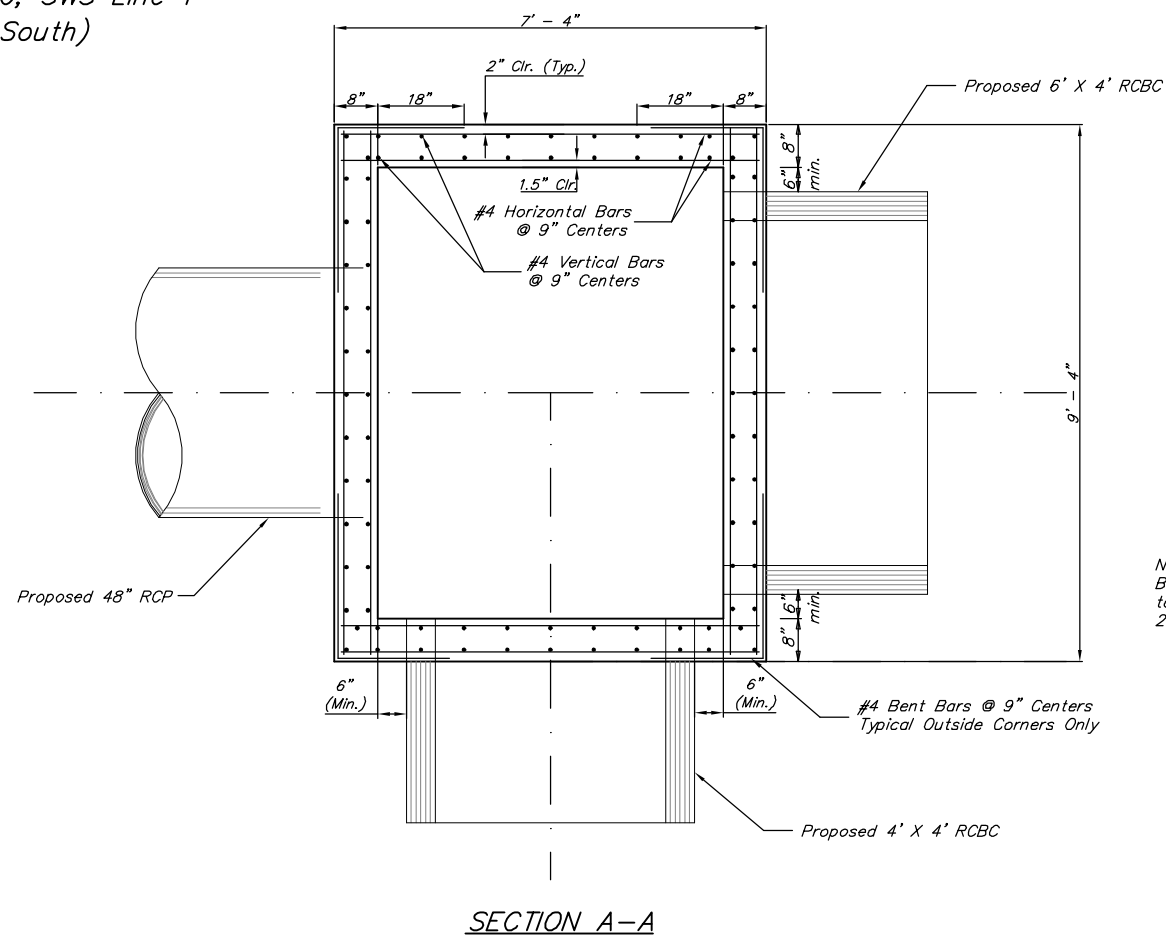 South)
7' - 4"
2" Clr. (Typ.)
8"
18"
18"
8"
Proposed 6' X 4' RCBC
8"
6"
min.
1.5" Clr.
#4 Horizontal Bars
@ 9" Centers
#4 Vertical Bars
@ 9" Centers
9' - 4"
Proposed 48" RCP
6"
min.
8"
6"
(Min.)
6"
(Min.)
#4 Bent Bars @ 9" Centers
Typical Outside Corners Only
Proposed 4' X 4' RCBC
SECTION A-A